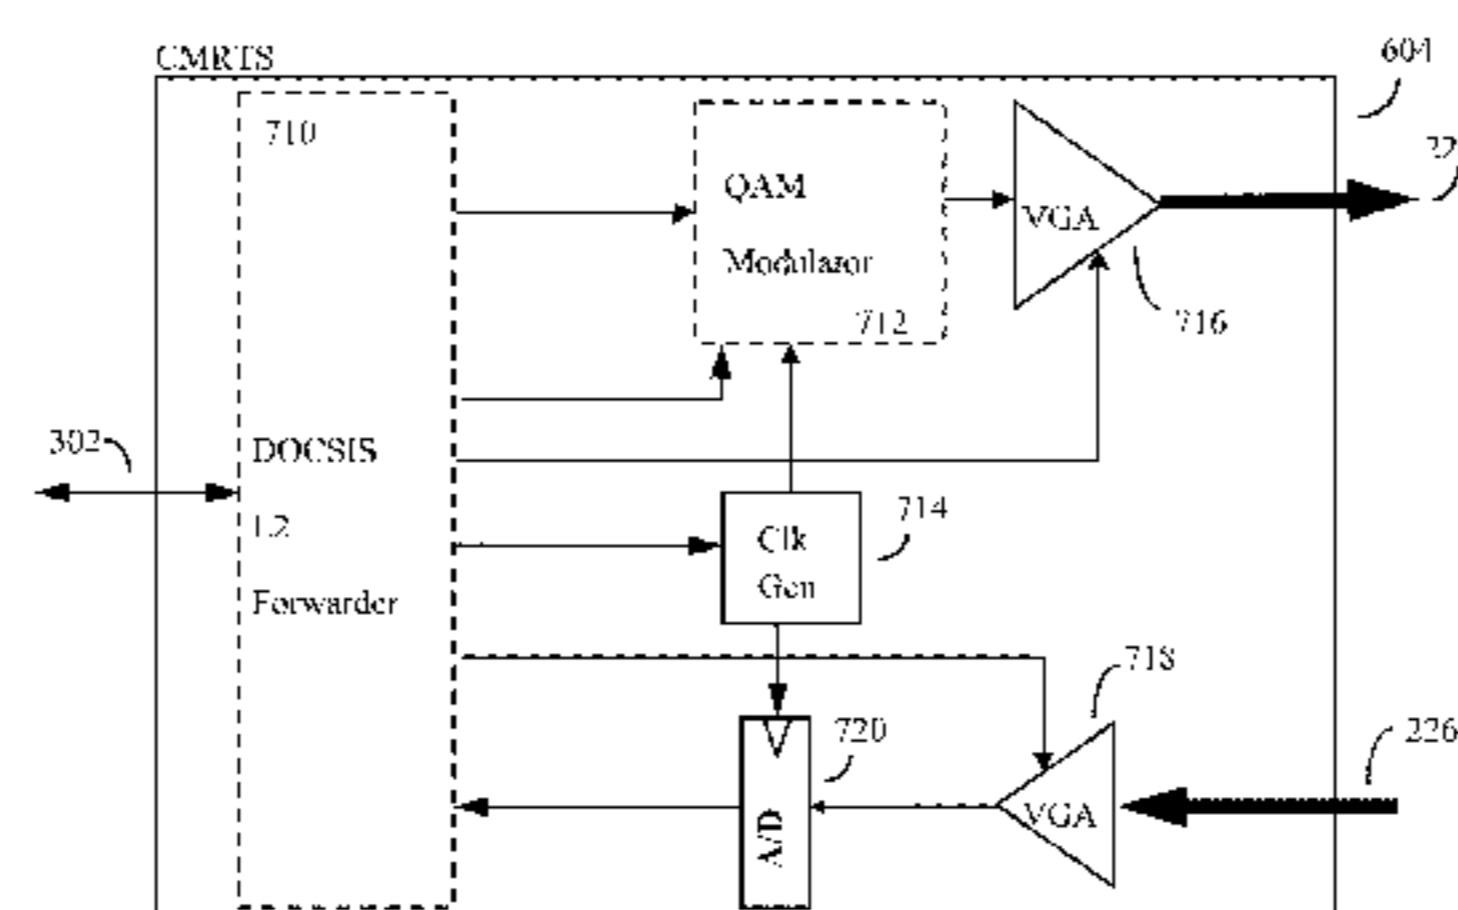 CMRTS
604
710
QAM
Modulator
712
VGA
716
302
DOCSIS
L2
Forwarder
Clk
Gen
714
718
720
A/D
VGA
226